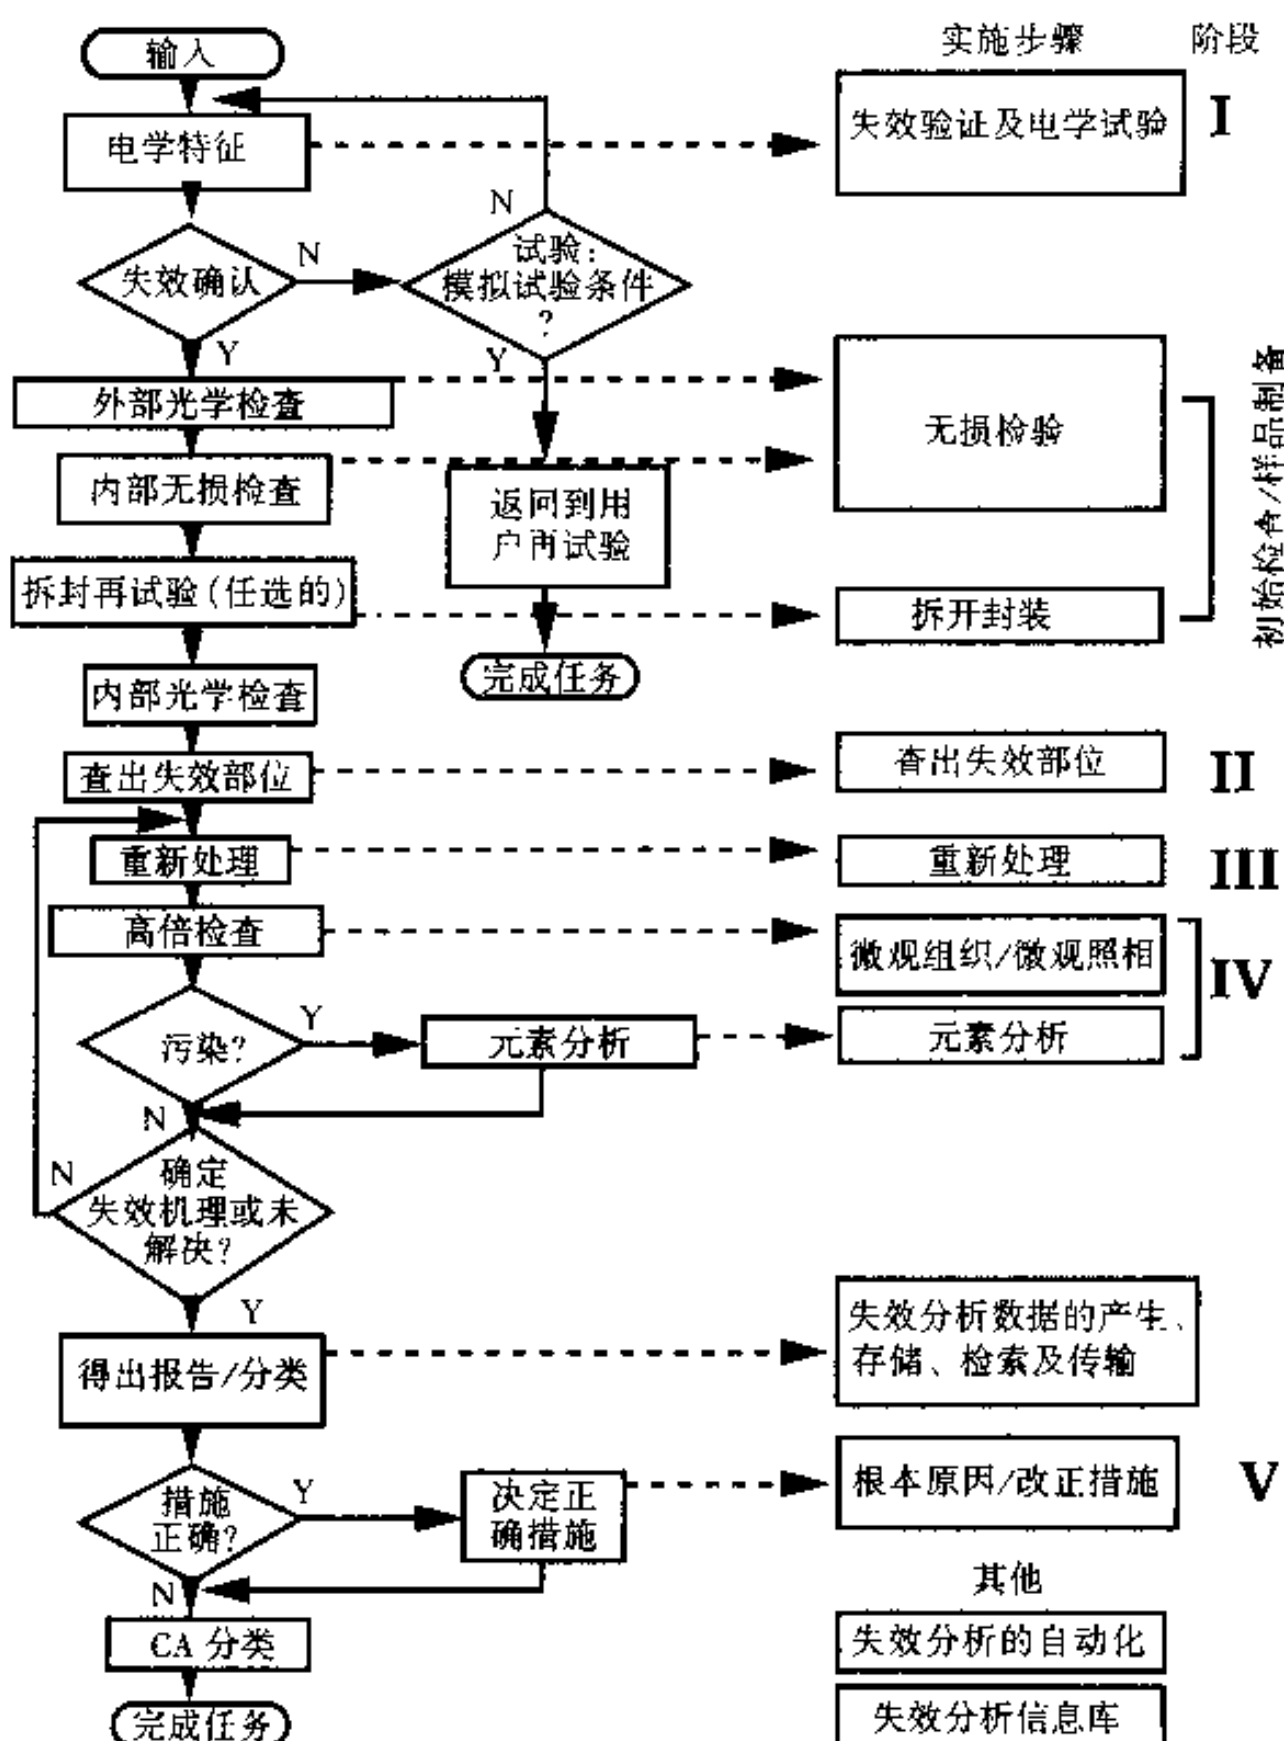 实施步骤 阶段
输入
电学特征
失效验证及电学试验
I
失效确认
N
N
试验:
模拟试验条件
?
Y
Y
外部光学检查
内部无损检查
无损检验
返回到用
户再试验
拆封再试验(任选的)
拆开封装
初始检查/样品制备
完成任务
内部光学检查
查出失效部位
查出失效部位
II
重新处理
重新处理
III
高倍检查
微观组织/微观照相
IV
污染?
Y
元素分析
元素分析
N
N
确定
失效机理或未
解决?
Y
得出报告/分类
失效分析数据的产生、
存储、检索及传输
措施
正确?
Y
决定正
确措施
根本原因/改正措施
V
N
其他
CA 分类
失效分析的自动化
完成任务
失效分析信息库